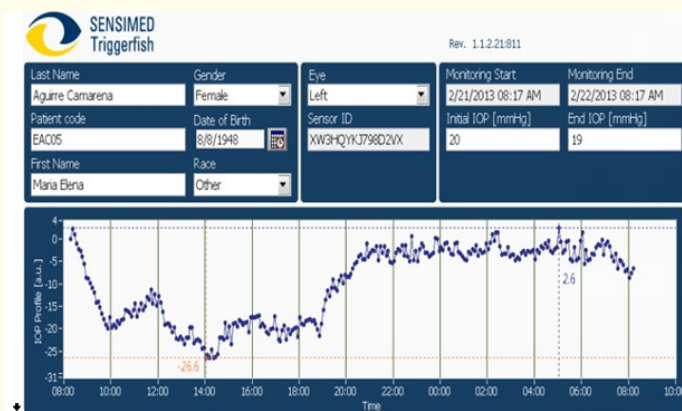 SENSIMED
Triggerfish
Rev. 1.1.2.21:811
Last Name
Aguirre Camarena
Gender
Female
Patient code
EAC05
Date of Birth
8/8/1948
First Name
Maria Elena
Race
Other
Eye
Left
Sensor ID
XW3HQYKJ798D2VX
Monitoring Start
2/21/2013 08:17 AM
Monitoring End
2/22/2013 08:17 AM
Initial IOP [mmHg]
20
End IOP [mmHg]
19
IOP Profile [a.u.]
4
0
-5
-10
-15
-20
-25
-31
2.6
-26.6
08:00 10:00 12:00 14:00 16:00 18:00 20:00 22:00 00:00 02:00 04:00 06:00 08:00 10:00
Time